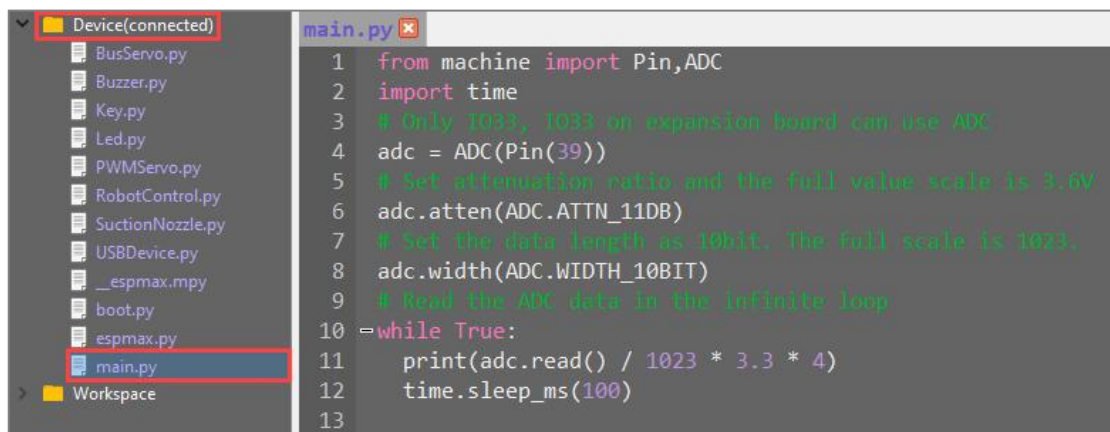 Device(connected)
BusServo.py
Buzzer.py
Key.py
Led.py
PWMServo.py
RobotControl.py
SuctionNozzle.py
USBDevice.py
__espmax.mpy
boot.py
espmax.py
main.py
Workspace
main.py
1 from machine import Pin,ADC
2 import time
3 # Only IO33, IO33 on expansion board can use ADC
4 adc = ADC(Pin(39))
5 # Set attenuation ratio and the full value scale is 3.6V
6 adc.atten(ADC.ATTN_11DB)
7 # Set the data length as 10bit. The full scale is 1023.
8 adc.width(ADC.WIDTH_10BIT)
9 # Read the ADC data in the infinite loop
10 while True:
11 print(adc.read() / 1023 * 3.3 * 4)
12 time.sleep_ms(100)
13